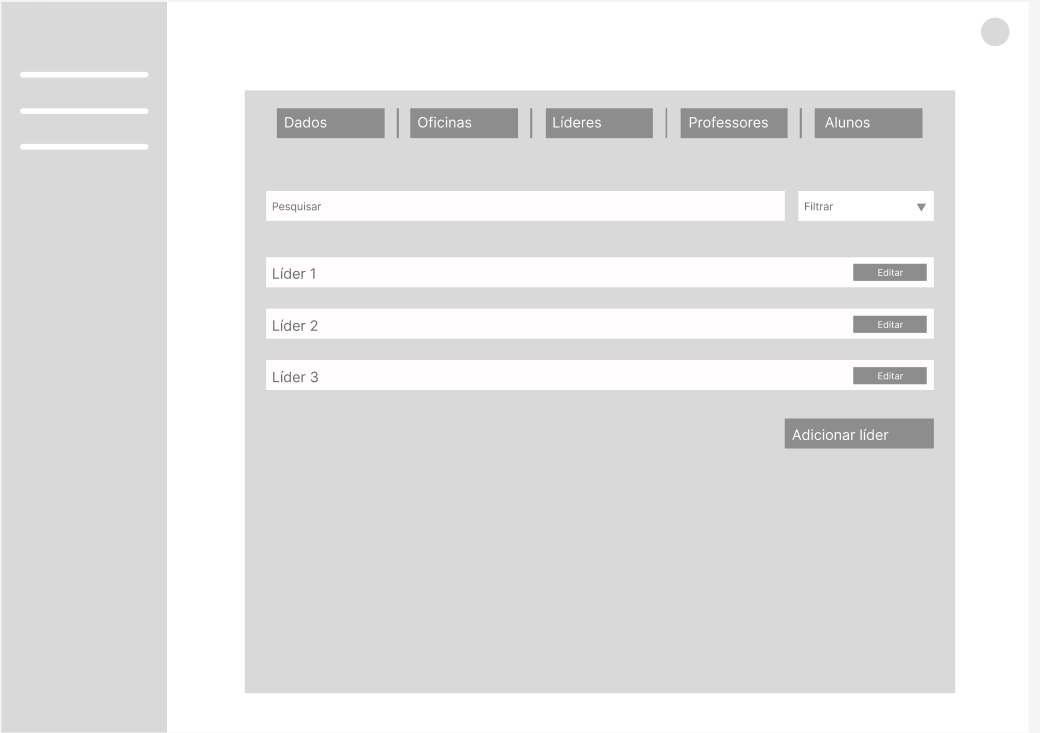 Dados
Oficinas
Líderes
Professores
Alunos
Pesquisar
Filtrar
Líder 1
Editar
Líder 2
Editar
Líder 3
Editar
Adicionar líder